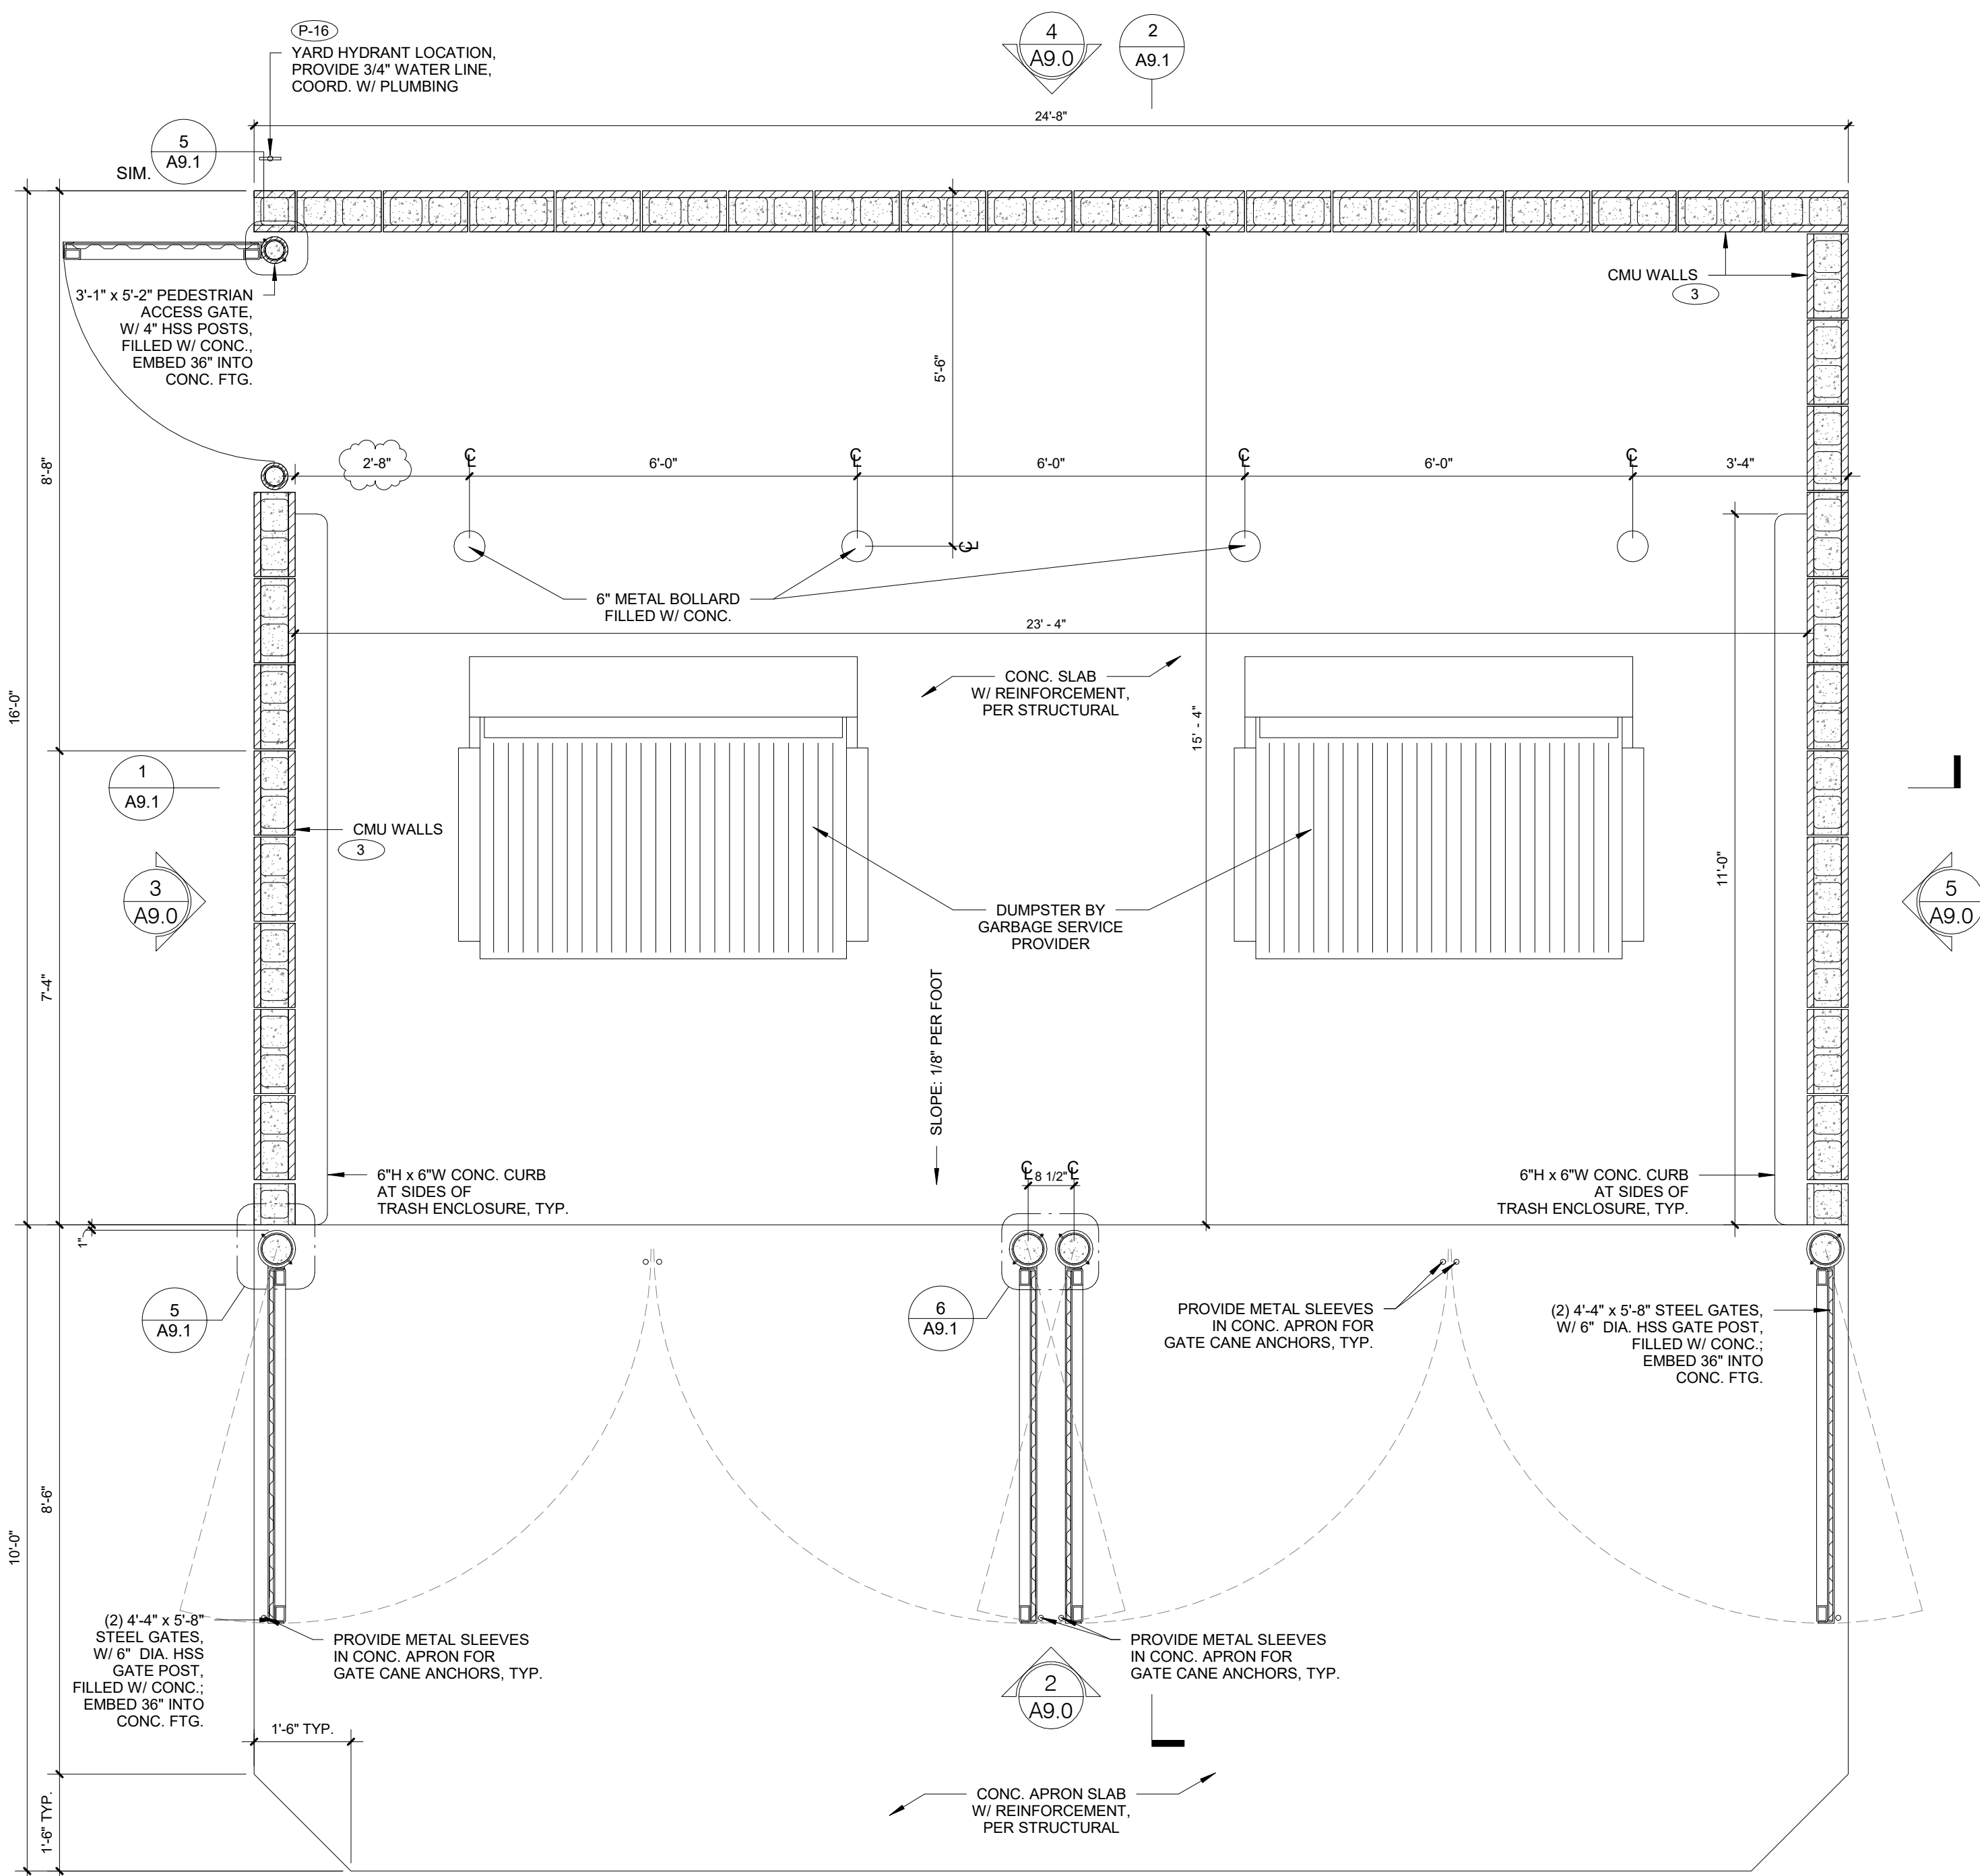 P-16
YARD HYDRANT LOCATION,
PROVIDE 3/4" WATER LINE,
COORD. W/ PLUMBING
4
A9.0
2
A9.1
24'-8"
5
A9.1
SIM.
3'-1" x 5'-2" PEDESTRIAN
ACCESS GATE,
W/ 4" HSS POSTS,
FILLED W/ CONC.,
EMBED 36" INTO
CONC. FTG.
CMU WALLS
3
5'-6"
8'-8"
2'-8"
℄
6'-0"
℄
6'-0"
℄
6'-0"
℄
3'-4"
℄
6" METAL BOLLARD
FILLED W/ CONC.
23' - 4"
CONC. SLAB
W/ REINFORCEMENT,
PER STRUCTURAL
15' - 4"
16'-0"
1
A9.1
CMU WALLS
3
3
A9.0
11'-0"
5
A9.0
DUMPSTER BY
GARBAGE SERVICE
PROVIDER
7'-4"
SLOPE: 1/8" PER FOOT
6"H x 6"W CONC. CURB
AT SIDES OF
TRASH ENCLOSURE, TYP.
℄ 8 1/2" ℄
6"H x 6"W CONC. CURB
AT SIDES OF
TRASH ENCLOSURE, TYP.
1"
5
A9.1
6
A9.1
PROVIDE METAL SLEEVES
IN CONC. APRON FOR
GATE CANE ANCHORS, TYP.
(2) 4'-4" x 5'-8" STEEL GATES,
W/ 6" DIA. HSS GATE POST,
FILLED W/ CONC.;
EMBED 36" INTO
CONC. FTG.
8'-6"
10'-0"
(2) 4'-4" x 5'-8"
STEEL GATES,
W/ 6" DIA. HSS
GATE POST,
FILLED W/ CONC.;
EMBED 36" INTO
CONC. FTG.
PROVIDE METAL SLEEVES
IN CONC. APRON FOR
GATE CANE ANCHORS, TYP.
PROVIDE METAL SLEEVES
IN CONC. APRON FOR
GATE CANE ANCHORS, TYP.
2
A9.0
1'-6" TYP.
1'-6" TYP.
CONC. APRON SLAB
W/ REINFORCEMENT,
PER STRUCTURAL